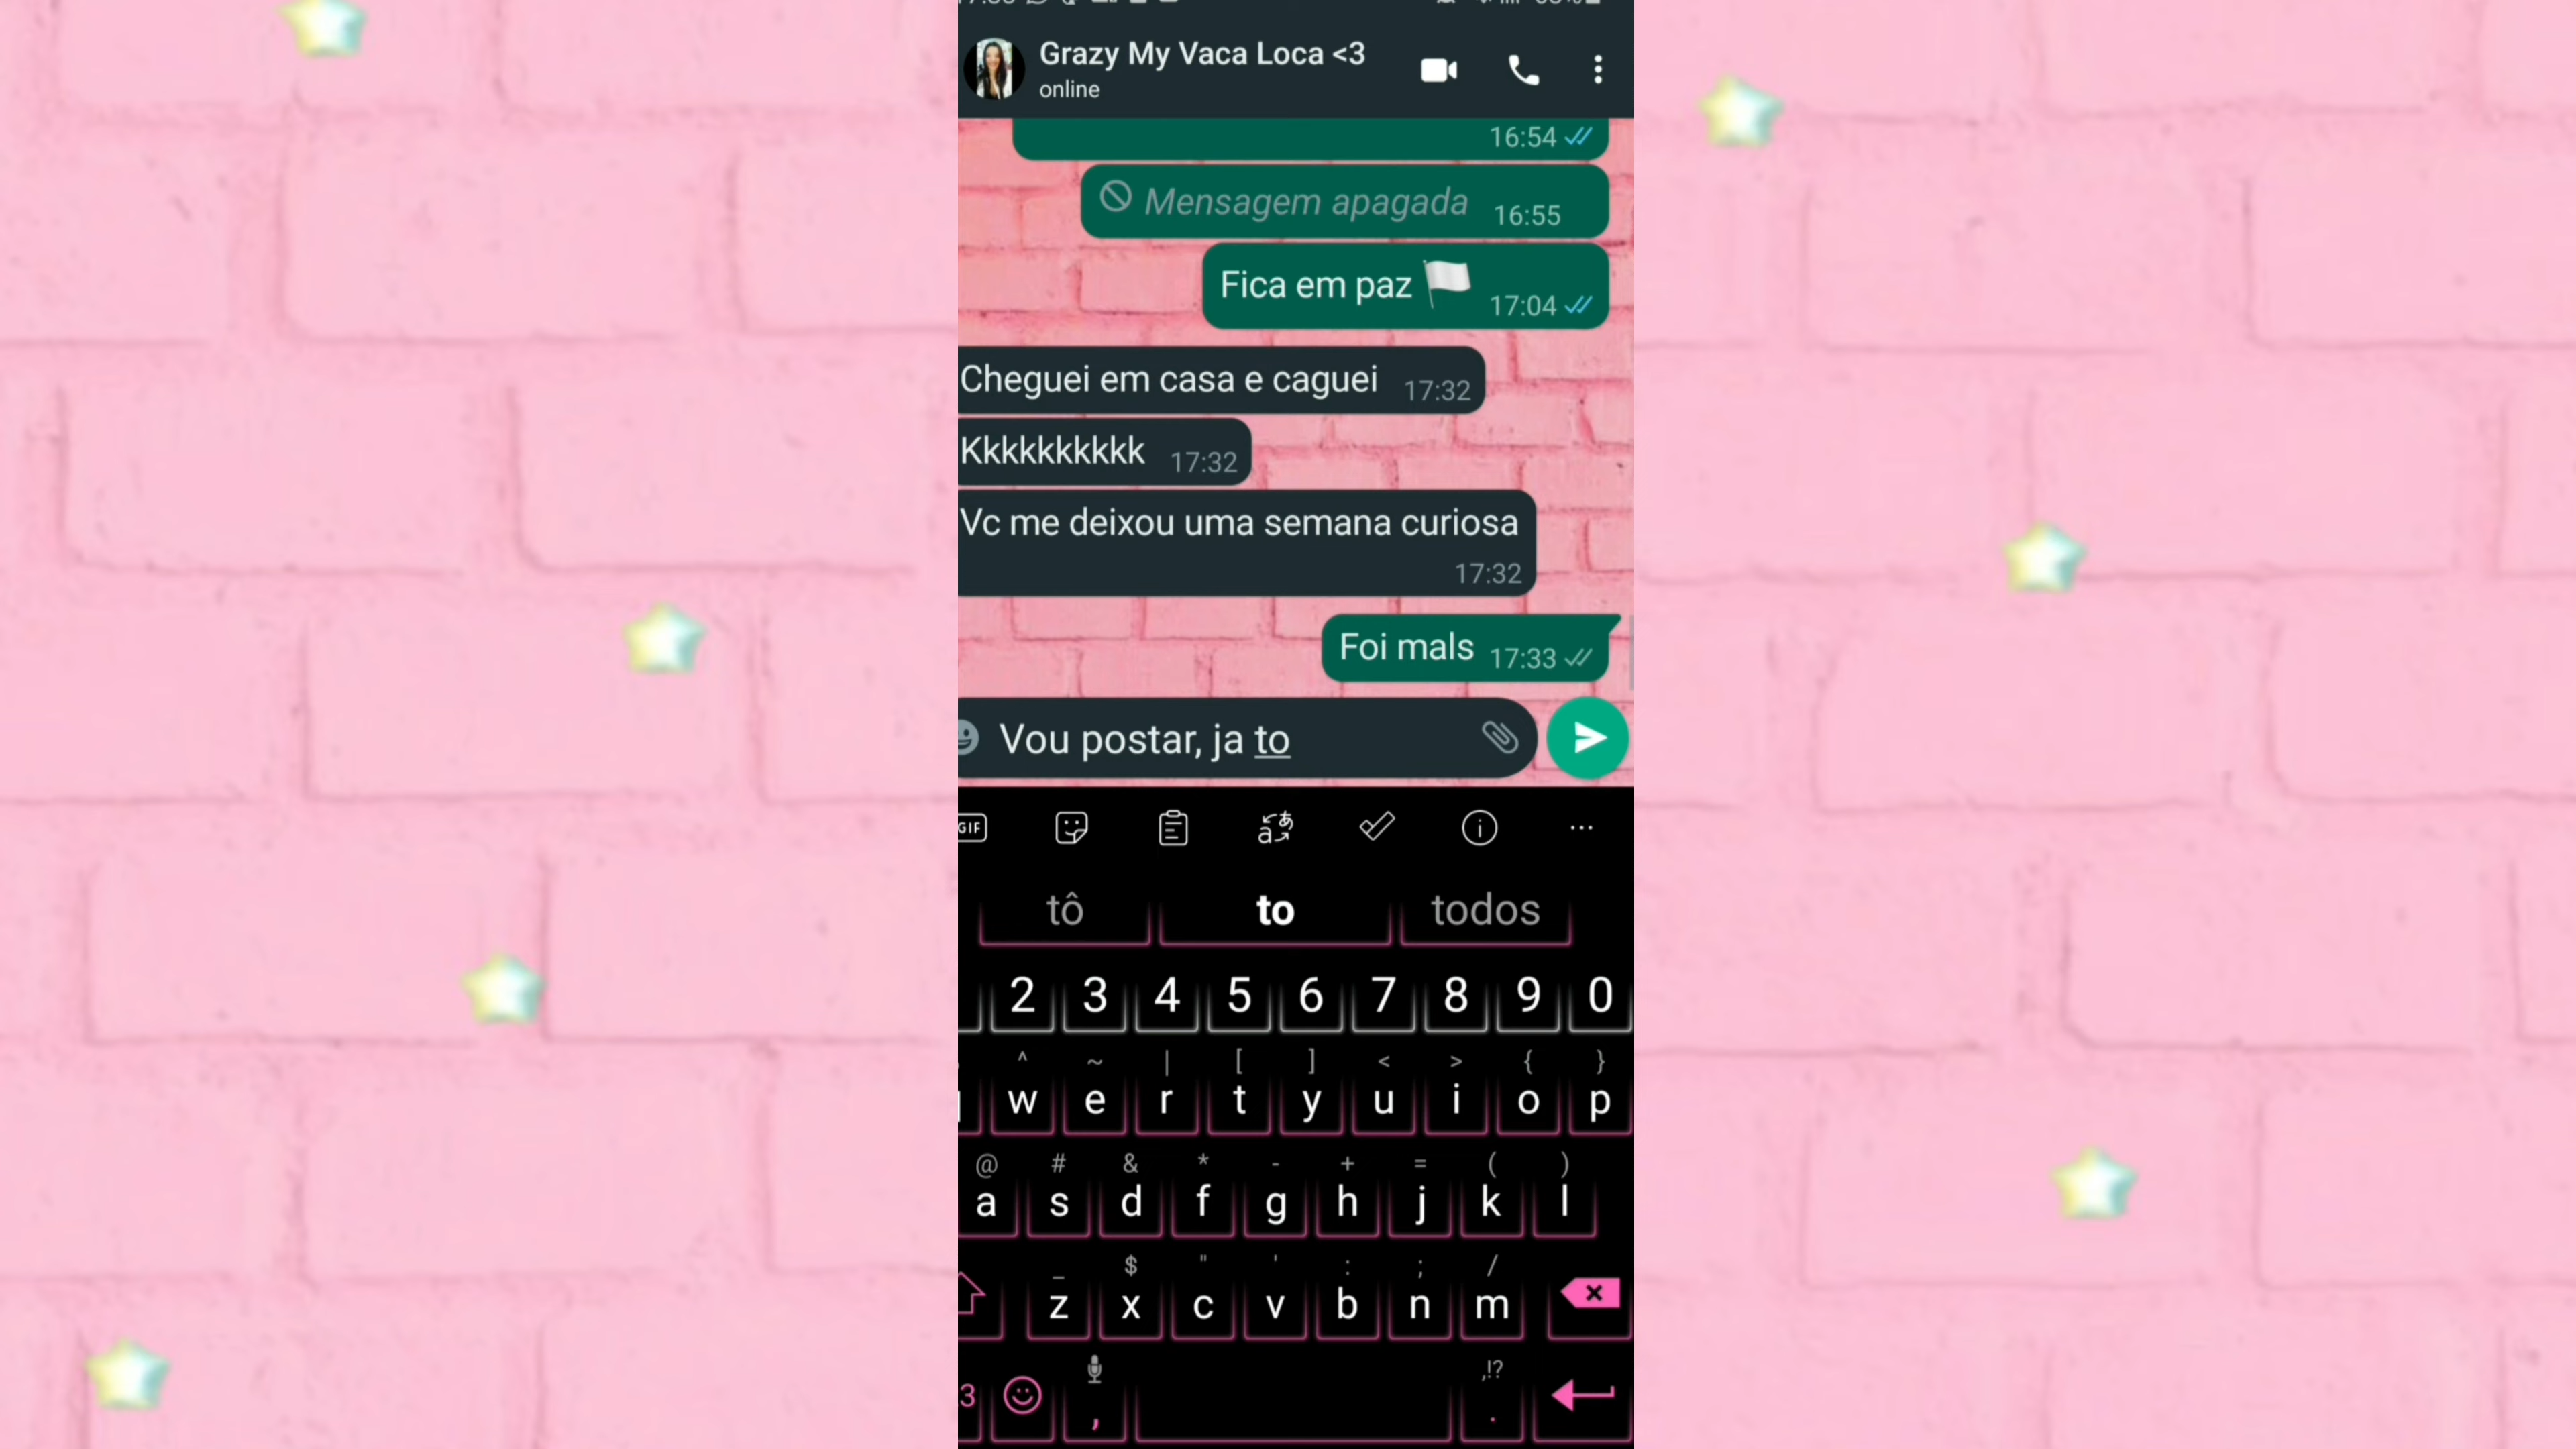 Grazy My Vaca Loca <3
online
16:54
Mensagem apagada 16:55
Fica em paz 🏳️ 17:04
Cheguei em casa e caguei 17:32
Kkkkkkkkkk 17:32
Vc me deixou uma semana curiosa
17:32
Foi mals 17:33
Vou postar, ja to
GIF
tô to todos
2 3 4 5 6 7 8 9 0
^ ~ | [ ] < > { }
w e r t y u i o p
@ # & * - + = ( )
a s d f g h j k l
_ $ " ' : ; /
z x c v b n m
,!?
3 , .